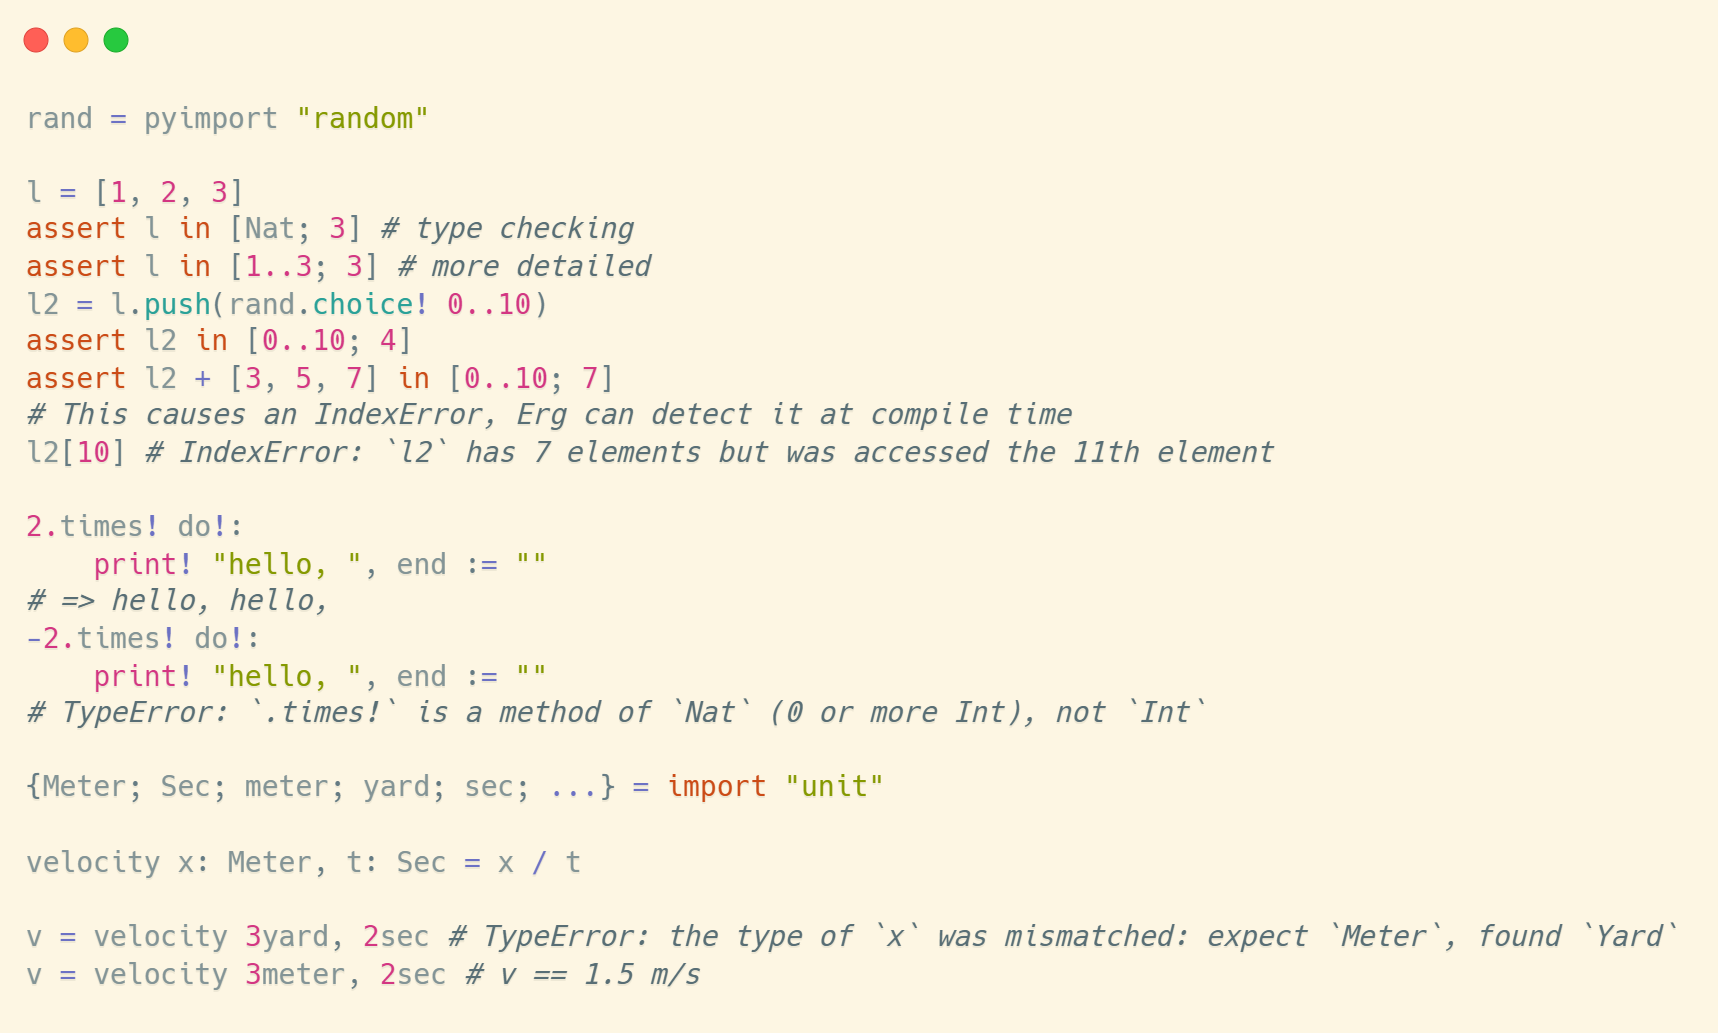 rand = pyimport "random"

l = [1, 2, 3]
assert l in [Nat; 3] # type checking
assert l in [1..3; 3] # more detailed
l2 = l.push(rand.choice! 0..10)
assert l2 in [0..10; 4]
assert l2 + [3, 5, 7] in [0..10; 7]
# This causes an IndexError, Erg can detect it at compile time
l2[10] # IndexError: `l2` has 7 elements but was accessed the 11th element

2.times! do!:
    print! "hello, ", end := ""
# => hello, hello,
-2.times! do!:
    print! "hello, ", end := ""
# TypeError: `.times!` is a method of `Nat` (0 or more Int), not `Int`

{Meter; Sec; meter; yard; sec; ...} = import "unit"

velocity x: Meter, t: Sec = x / t

v = velocity 3yard, 2sec # TypeError: the type of `x` was mismatched: expect `Meter`, found `Yard`
v = velocity 3meter, 2sec # v == 1.5 m/s